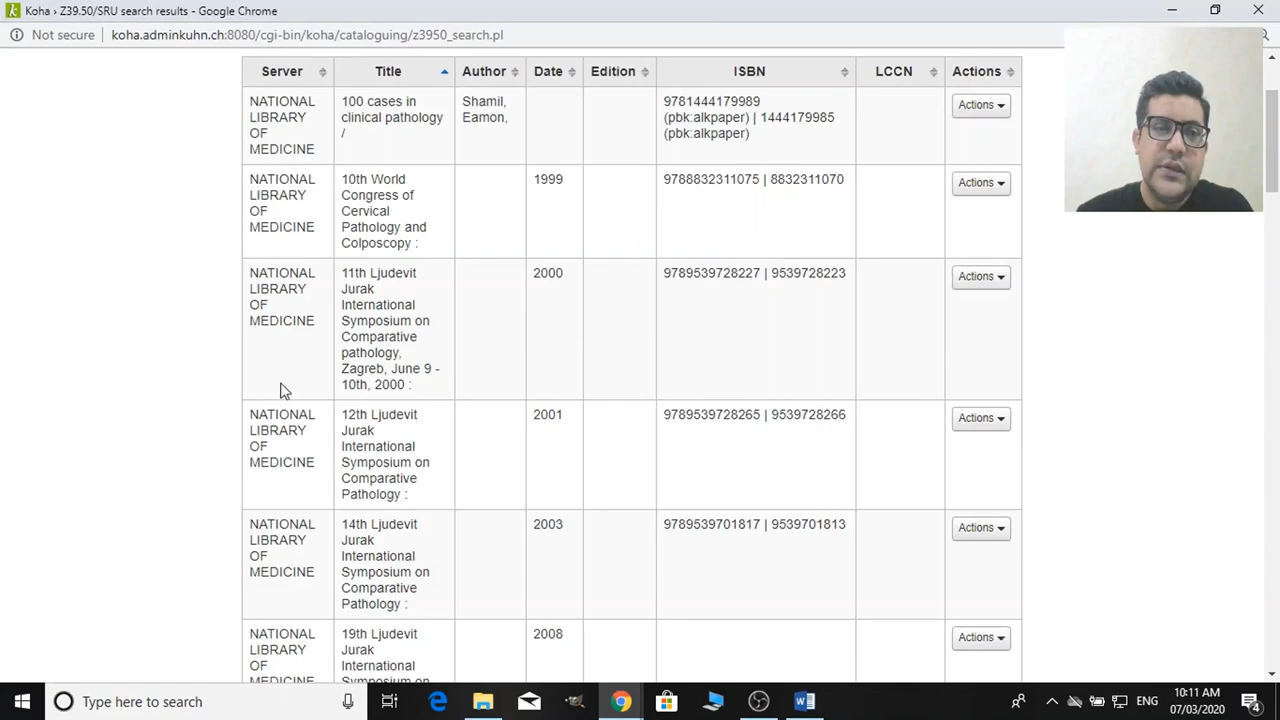 Koha › Z39.50/SRU search results - Google Chrome
Not secure
koha.adminkuhn.ch:8080/cgi-bin/koha/cataloguing/z3950_search.pl
Server Title Author Date Edition ISBN LCCN Actions
NATIONAL
LIBRARY
OF
MEDICINE
100 cases in
clinical pathology
/
Shamil,
Eamon,
9781444179989
(pbk:alkpaper) | 1444179985
(pbk:alkpaper)
Actions
NATIONAL
LIBRARY
OF
MEDICINE
10th World
Congress of
Cervical
Pathology and
Colposcopy :
1999
9788832311075 | 8832311070
Actions
NATIONAL
LIBRARY
OF
MEDICINE
11th Ljudevit
Jurak
International
Symposium on
Comparative
pathology,
Zagreb, June 9 -
10th, 2000 :
2000
9789539728227 | 9539728223
Actions
NATIONAL
LIBRARY
OF
MEDICINE
12th Ljudevit
Jurak
International
Symposium on
Comparative
Pathology :
2001
9789539728265 | 9539728266
Actions
NATIONAL
LIBRARY
OF
MEDICINE
14th Ljudevit
Jurak
International
Symposium on
Comparative
Pathology :
2003
9789539701817 | 9539701813
Actions
NATIONAL
LIBRARY
OF
MEDICINE
19th Ljudevit
Jurak
International
Symposium on
2008
Actions
Type here to search
ENG
10:11 AM
07/03/2020
4